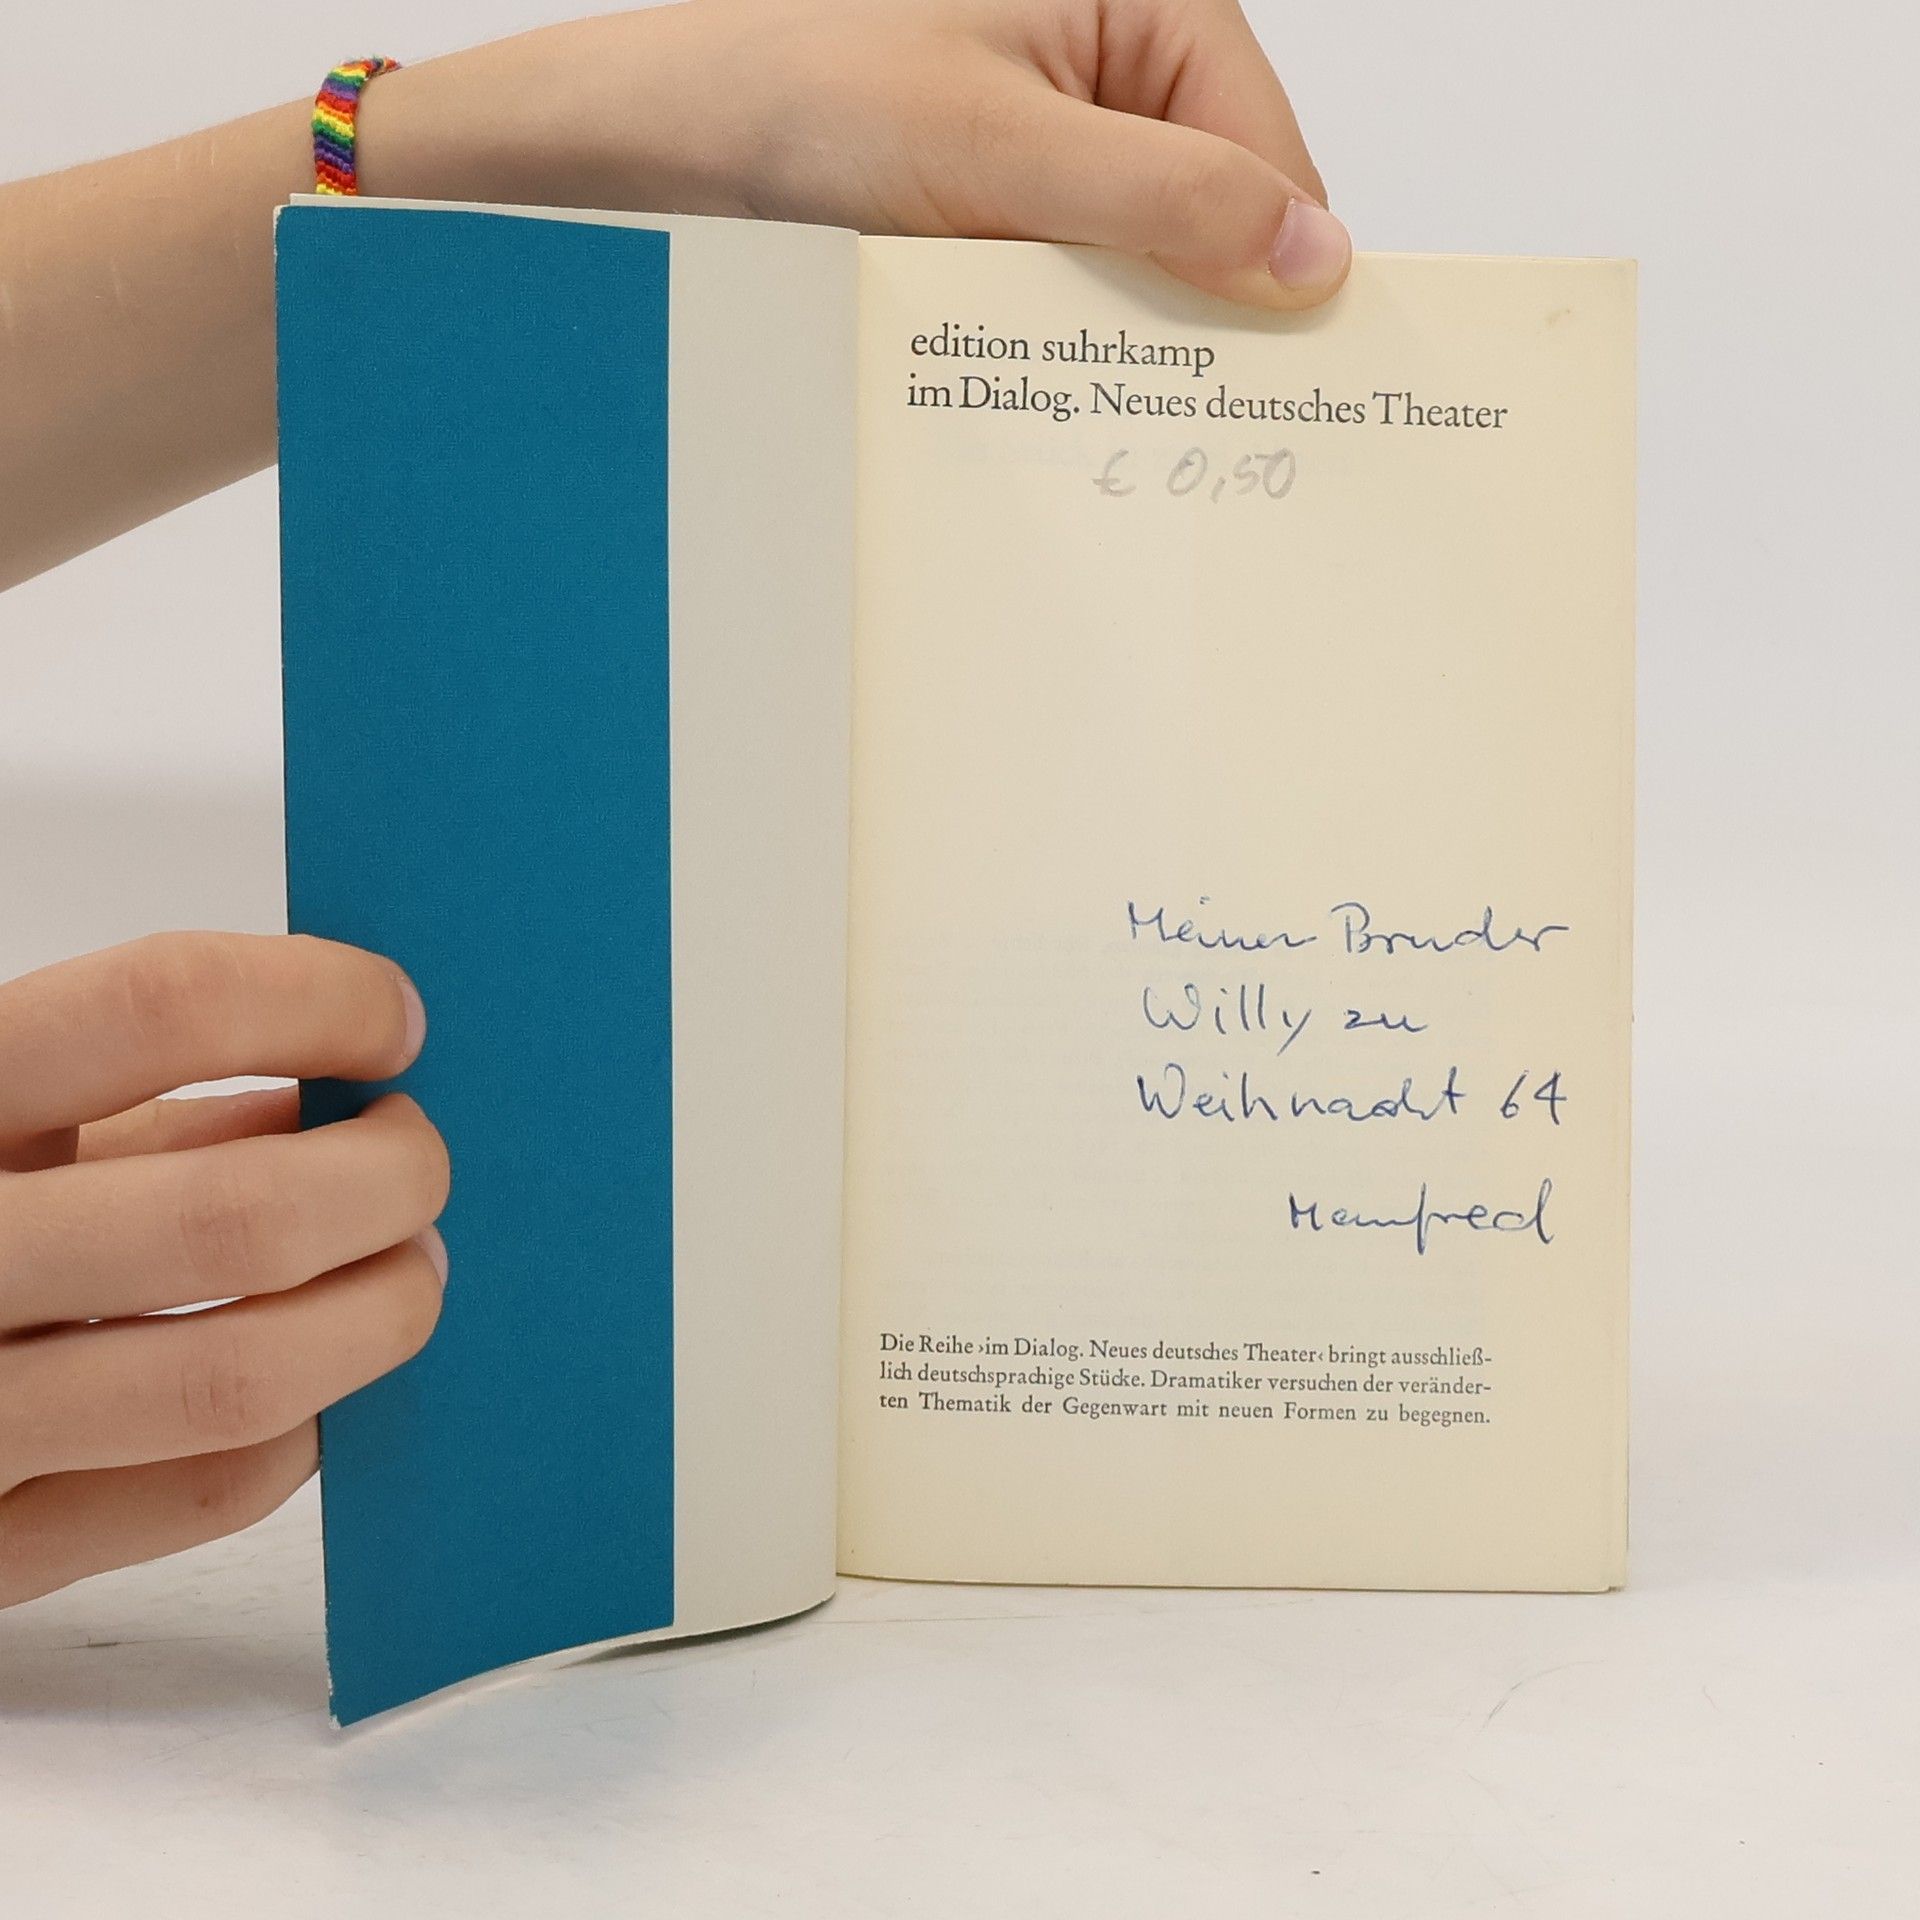 edition suhrkamp
im Dialog. Neues deutsches Theater
€ 0,50
Meinem Bruder
Willy zu
Weihnacht 64
Manfred
Die Reihe ›im Dialog. Neues deutsches Theater‹ bringt ausschließ-
lich deutschsprachige Stücke. Dramatiker versuchen der veränder-
ten Thematik der Gegenwart mit neuen Formen zu begegnen.